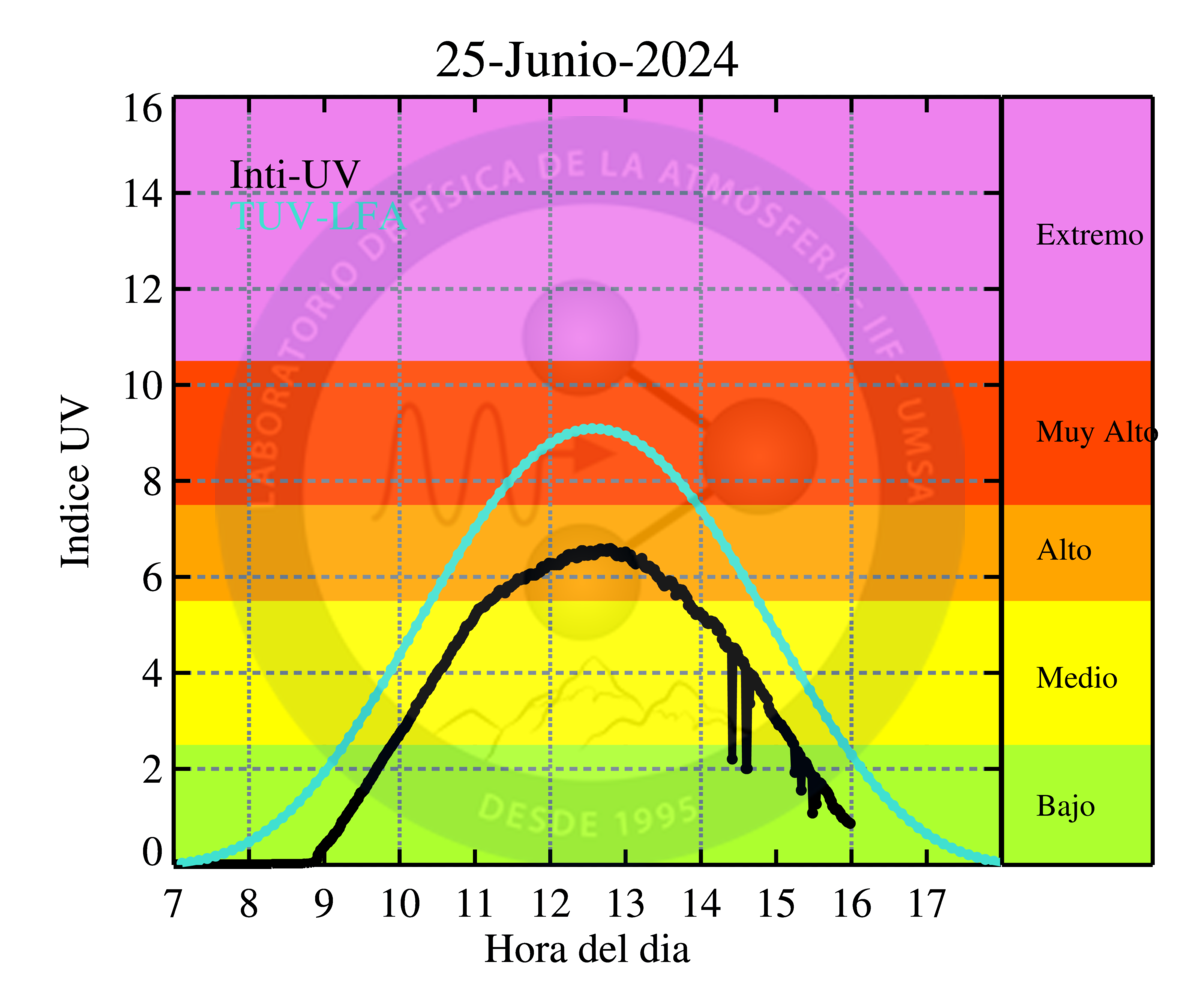 25-Junio-2024
16
14
12
10
8
6
4
2
0
Indice UV
Inti-UV
TUV-LFA
LABORATORIO DE FÍSICA DE LA ATMÓSFERA - IIF - UMSA
DESDE 1995
Extremo
Muy Alto
Alto
Medio
Bajo
7 8 9 10 11 12 13 14 15 16 17
Hora del dia